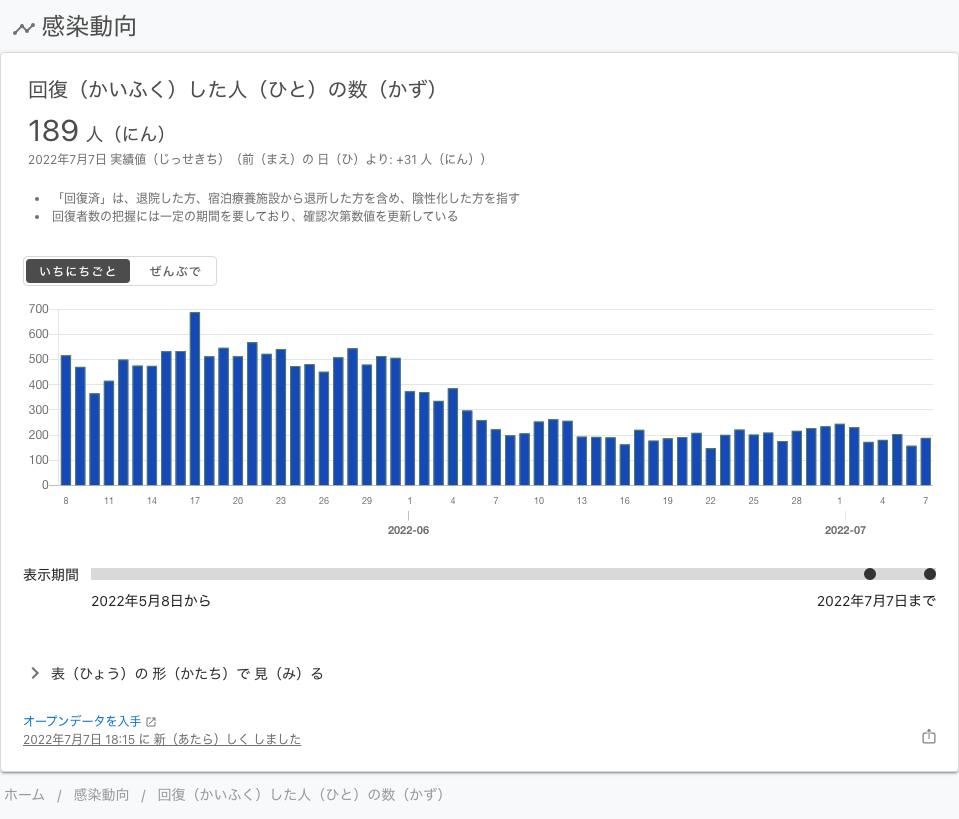 感染動向
回復（かいふく）した人（ひと）の数（かず）
189 人（にん）
2022年7月7日 実績値（じっせきち）（前（まえ）の 日（ひ）より: +31 人（にん））
• 「回復済」は、退院した方、宿泊療養施設から退所した方を含め、陰性化した方を指す
• 回復者数の把握には一定の期間を要しており、確認次第数値を更新している
いちにちごと ぜんぶで
700
600
500
400
300
200
100
0
8 11 14 17 20 23 26 29 1 4 7 10 13 16 19 22 25 28 1 4 7
2022-06 2022-07
表示期間
2022年5月8日から 2022年7月7日まで
表（ひょう）の 形（かたち）で 見（み）る
オープンデータを入手
2022年7月7日 18:15 に 新（あたら）しく しました
ホーム / 感染動向 / 回復（かいふく）した人（ひと）の数（かず）